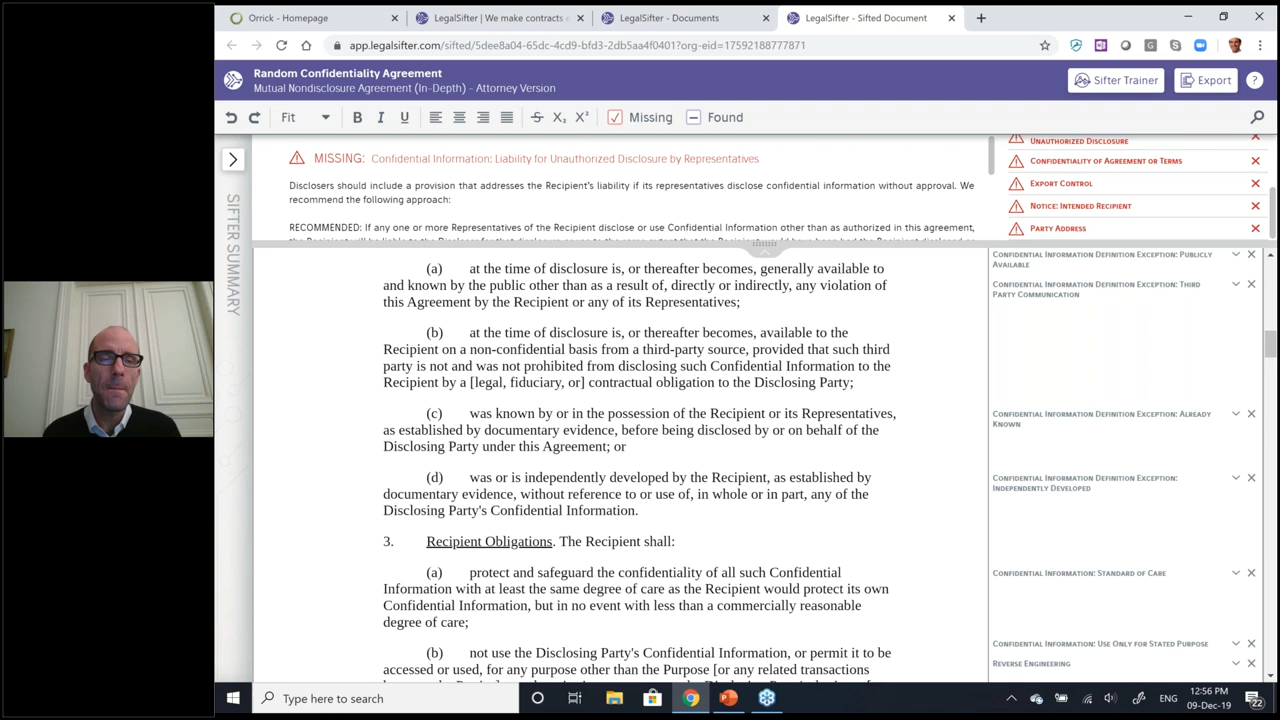 Orrick - Homepage
LegalSifter | We make contracts e
LegalSifter - Documents
LegalSifter - Sifted Document
app.legalsifter.com/sifted/5dee8a04-65dc-4cd9-bfd3-2db5aa4f0401?org-eid=17592188777871
Random Confidentiality Agreement
Mutual Nondisclosure Agreement (In-Depth) - Attorney Version
Sifter Trainer
Export
?
Fit
B I U
S X₂ X²
Missing
Found
MISSING: Confidential Information: Liability for Unauthorized Disclosure by Representatives
Disclosers should include a provision that addresses the Recipient's liability if its representatives disclose confidential information without approval. We
recommend the following approach:
RECOMMENDED: If any one or more Representatives of the Recipient disclose or use Confidential Information other than as authorized in this agreement,
UNAUTHORIZED DISCLOSURE
CONFIDENTIALITY OF AGREEMENT OR TERMS
EXPORT CONTROL
NOTICE: INTENDED RECIPIENT
PARTY ADDRESS
SIFTER SUMMARY
(a) at the time of disclosure is, or thereafter becomes, generally available to
and known by the public other than as a result of, directly or indirectly, any violation of
this Agreement by the Recipient or any of its Representatives;
(b) at the time of disclosure is, or thereafter becomes, available to the
Recipient on a non-confidential basis from a third-party source, provided that such third
party is not and was not prohibited from disclosing such Confidential Information to the
Recipient by a [legal, fiduciary, or] contractual obligation to the Disclosing Party;
(c) was known by or in the possession of the Recipient or its Representatives,
as established by documentary evidence, before being disclosed by or on behalf of the
Disclosing Party under this Agreement; or
(d) was or is independently developed by the Recipient, as established by
documentary evidence, without reference to or use of, in whole or in part, any of the
Disclosing Party's Confidential Information.
3. Recipient Obligations. The Recipient shall:
(a) protect and safeguard the confidentiality of all such Confidential
Information with at least the same degree of care as the Recipient would protect its own
Confidential Information, but in no event with less than a commercially reasonable
degree of care;
not use the Disclosing Party's Confidential Information, or permit it to be
accessed or used, for any purpose other than the Purpose [or any related transactions
CONFIDENTIAL INFORMATION DEFINITION EXCEPTION: PUBLICLY
AVAILABLE
CONFIDENTIAL INFORMATION DEFINITION EXCEPTION: THIRD
PARTY COMMUNICATION
CONFIDENTIAL INFORMATION DEFINITION EXCEPTION: ALREADY
KNOWN
CONFIDENTIAL INFORMATION DEFINITION EXCEPTION:
INDEPENDENTLY DEVELOPED
CONFIDENTIAL INFORMATION: STANDARD OF CARE
CONFIDENTIAL INFORMATION: USE ONLY FOR STATED PURPOSE
REVERSE ENGINEERING
Type here to search
ENG
12:56 PM
09-Dec-19
22